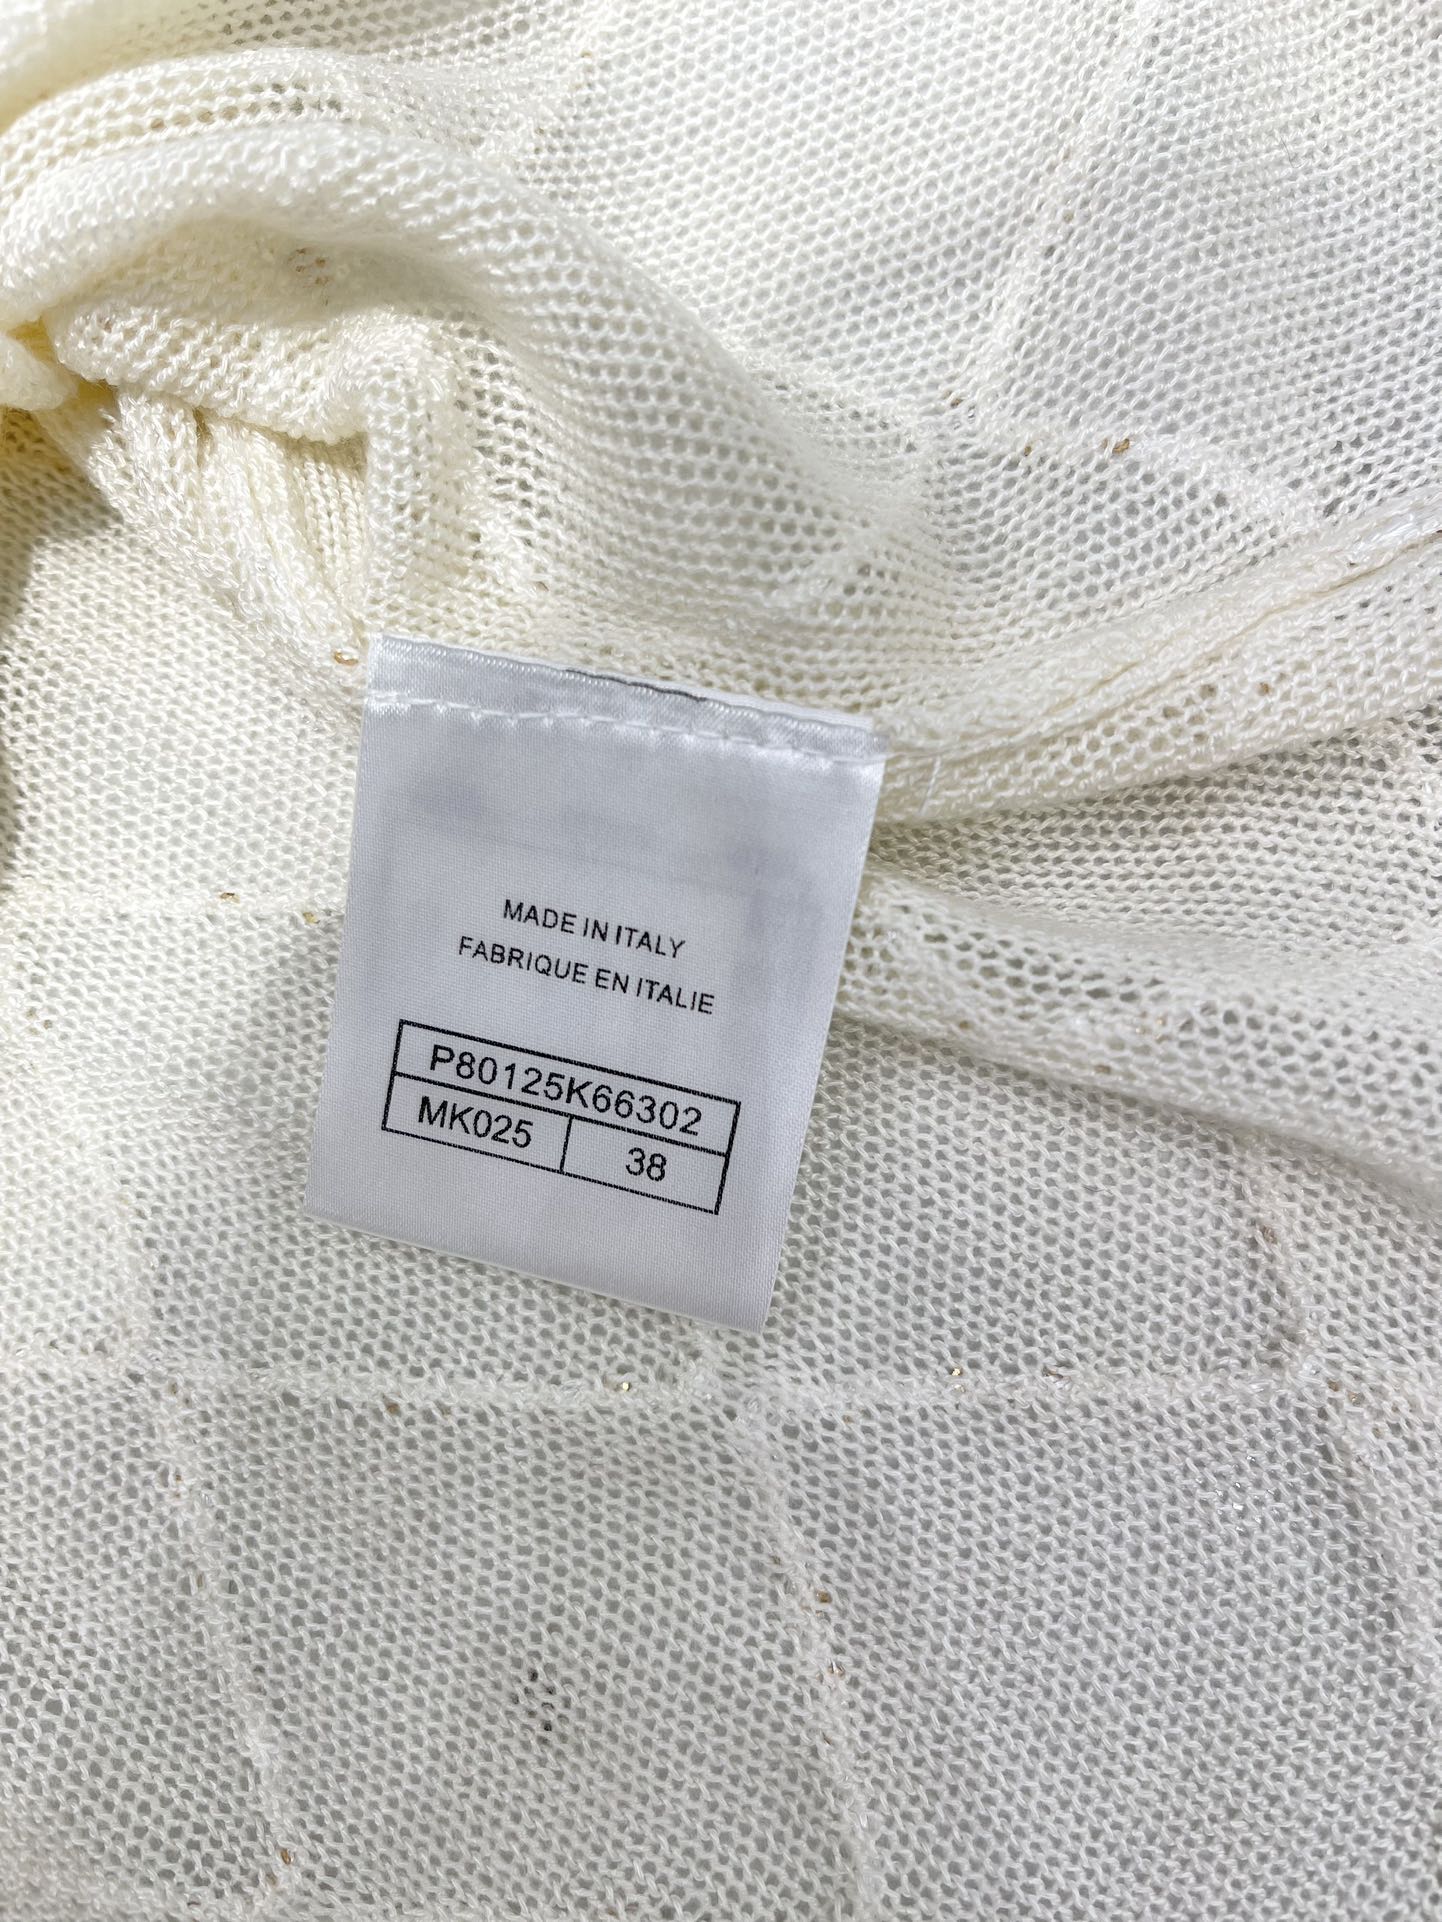 MADE IN ITALY
FABRIQUE EN ITALIE
P80125K66302
MK025 38